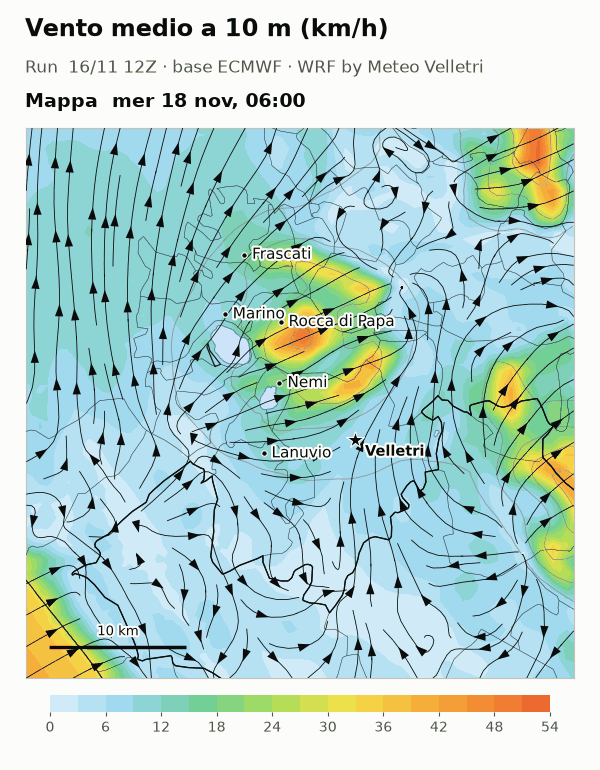 Vento medio a 10 m (km/h)
Run 16/11 12Z · base ECMWF · WRF by Meteo Velletri
Mappa mer 18 nov, 06:00
Frascati
Marino
Rocca di Papa
Nemi
Velletri
Lanuvio
10 km
0 6 12 18 24 30 36 42 48 54